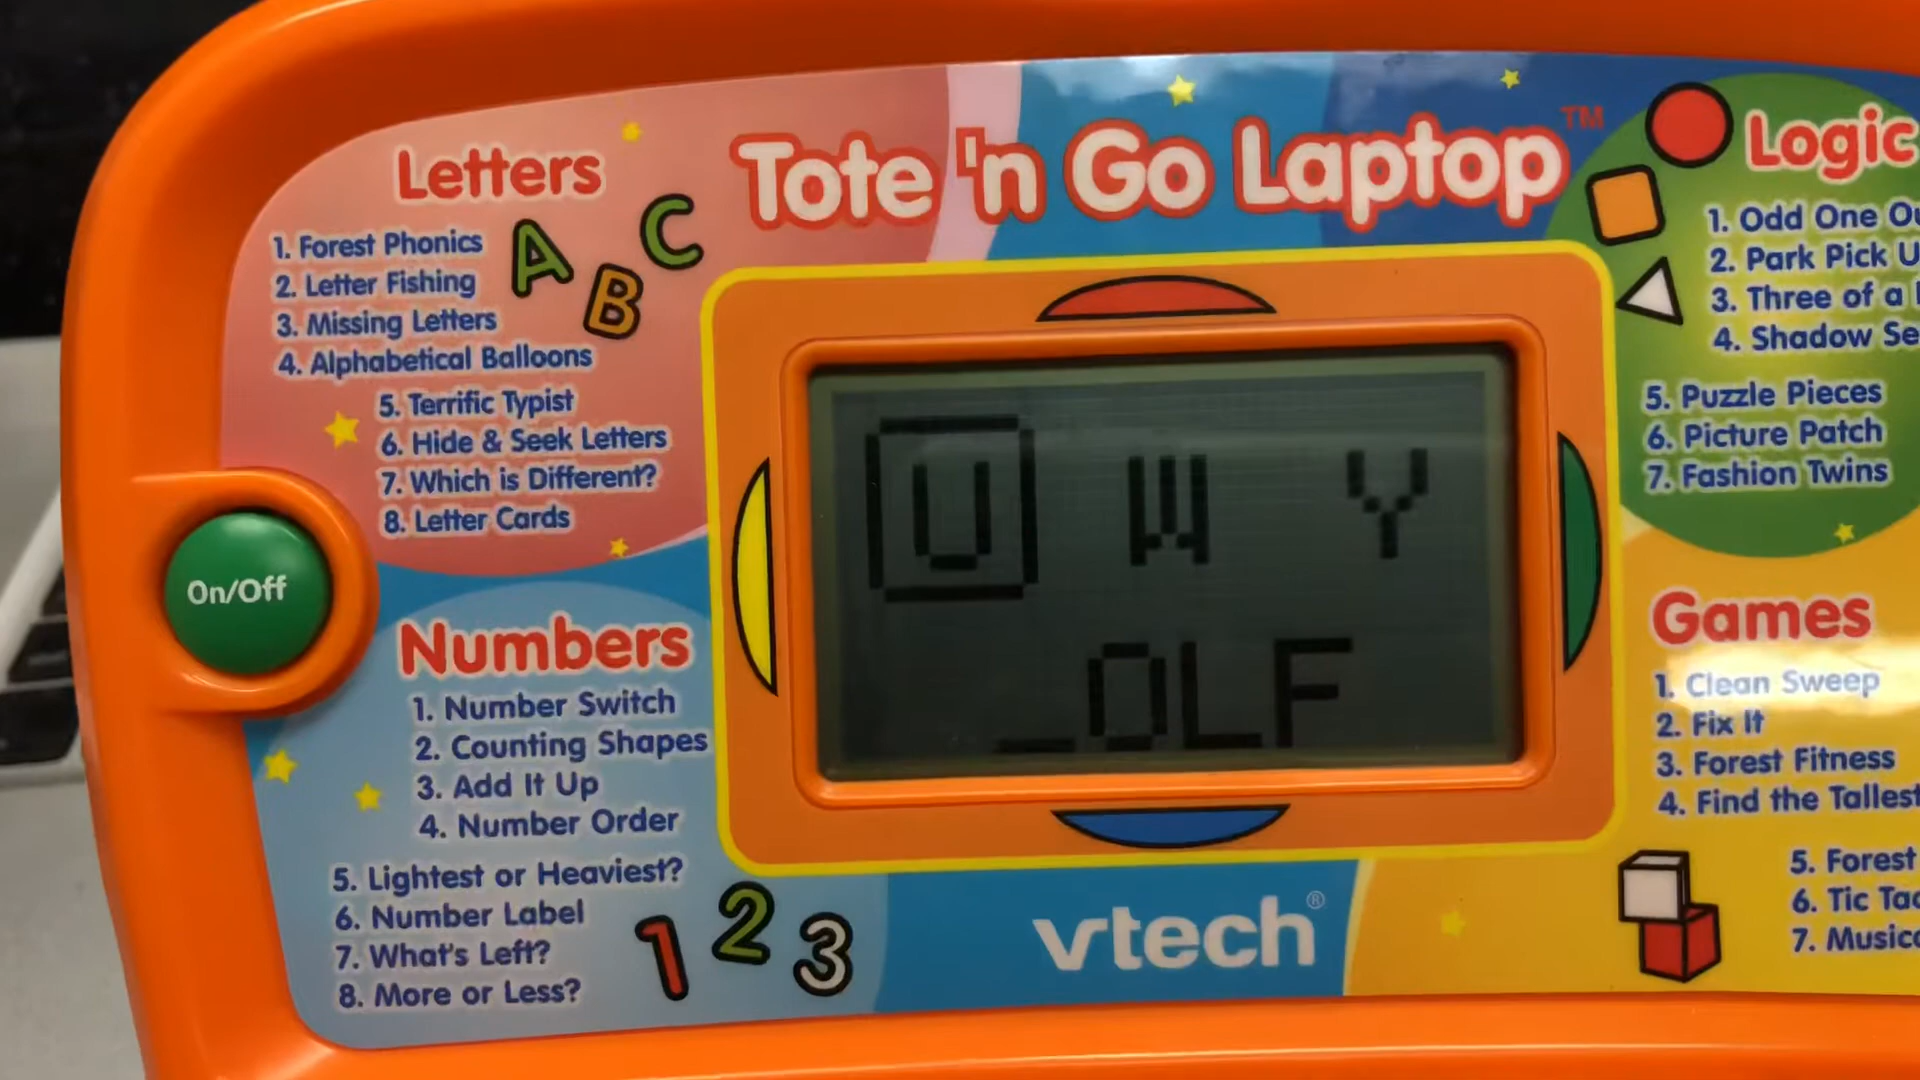 Tote 'n Go Laptop™
Letters
A B C
1. Forest Phonics
2. Letter Fishing
3. Missing Letters
4. Alphabetical Balloons
5. Terrific Typist
6. Hide & Seek Letters
7. Which is Different?
8. Letter Cards
On/Off
Numbers
1. Number Switch
2. Counting Shapes
3. Add It Up
4. Number Order
5. Lightest or Heaviest?
6. Number Label
7. What's Left?
8. More or Less?
1 2 3
U W Y
_OLF
vtech®
Logic
1. Odd One
2. Park Pick
3. Three of a
4. Shadow
5. Puzzle Pieces
6. Picture Patch
7. Fashion Twins
Games
1. Clean Sweep
2. Fix It
3. Forest Fitness
4. Find the Tallest
5. Forest
6. Tic
7.